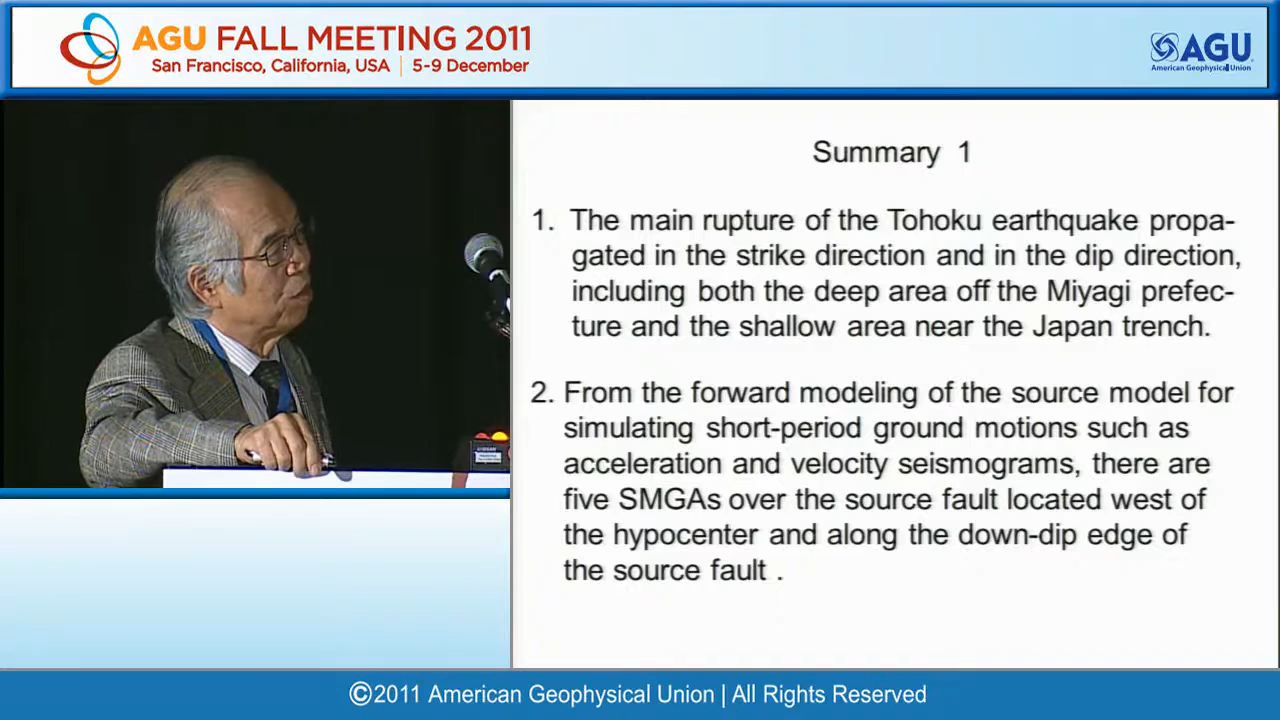 AGU FALL MEETING 2011
San Francisco, California, USA | 5-9 December
AGU
American Geophysical Union
Summary 1
1. The main rupture of the Tohoku earthquake propa-
gated in the strike direction and in the dip direction,
including both the deep area off the Miyagi prefec-
ture and the shallow area near the Japan trench.
2. From the forward modeling of the source model for
simulating short-period ground motions such as
acceleration and velocity seismograms, there are
five SMGAs over the source fault located west of
the hypocenter and along the down-dip edge of
the source fault .
©2011 American Geophysical Union | All Rights Reserved